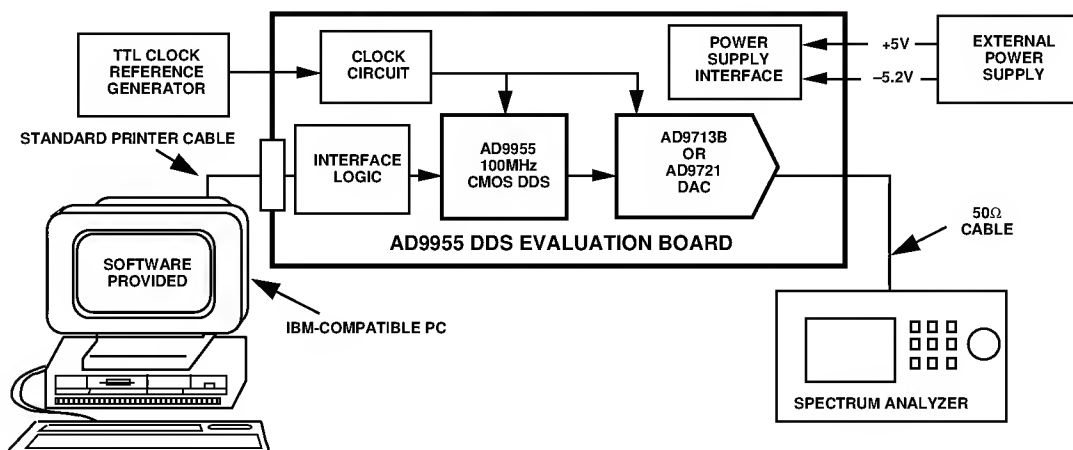 TTL CLOCK
REFERENCE
GENERATOR
CLOCK
CIRCUIT
POWER
SUPPLY
INTERFACE
+5V
–5.2V
EXTERNAL
POWER
SUPPLY
STANDARD PRINTER CABLE
INTERFACE
LOGIC
AD9955
100MHz
CMOS DDS
AD9713B
OR
AD9721
DAC
AD9955 DDS EVALUATION BOARD
50Ω
CABLE
SOFTWARE
PROVIDED
IBM-COMPATIBLE PC
SPECTRUM ANALYZER